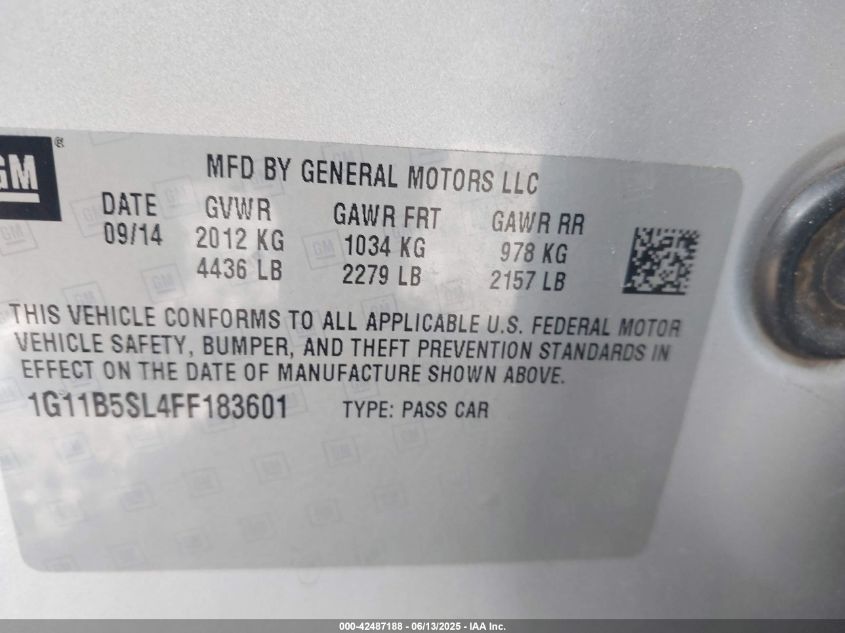 GM ®
MFD BY GENERAL MOTORS LLC
DATE GVWR GAWR FRT GAWR RR
09/14 2012 KG 1034 KG 978 KG
4436 LB 2279 LB 2157 LB
THIS VEHICLE CONFORMS TO ALL APPLICABLE U.S. FEDERAL MOTOR
VEHICLE SAFETY, BUMPER, AND THEFT PREVENTION STANDARDS IN
EFFECT ON THE DATE OF MANUFACTURE SHOWN ABOVE.
1G11B5SL4FF183601 TYPE: PASS CAR
000-42487188 - 06/13/2025 - IAA Inc.